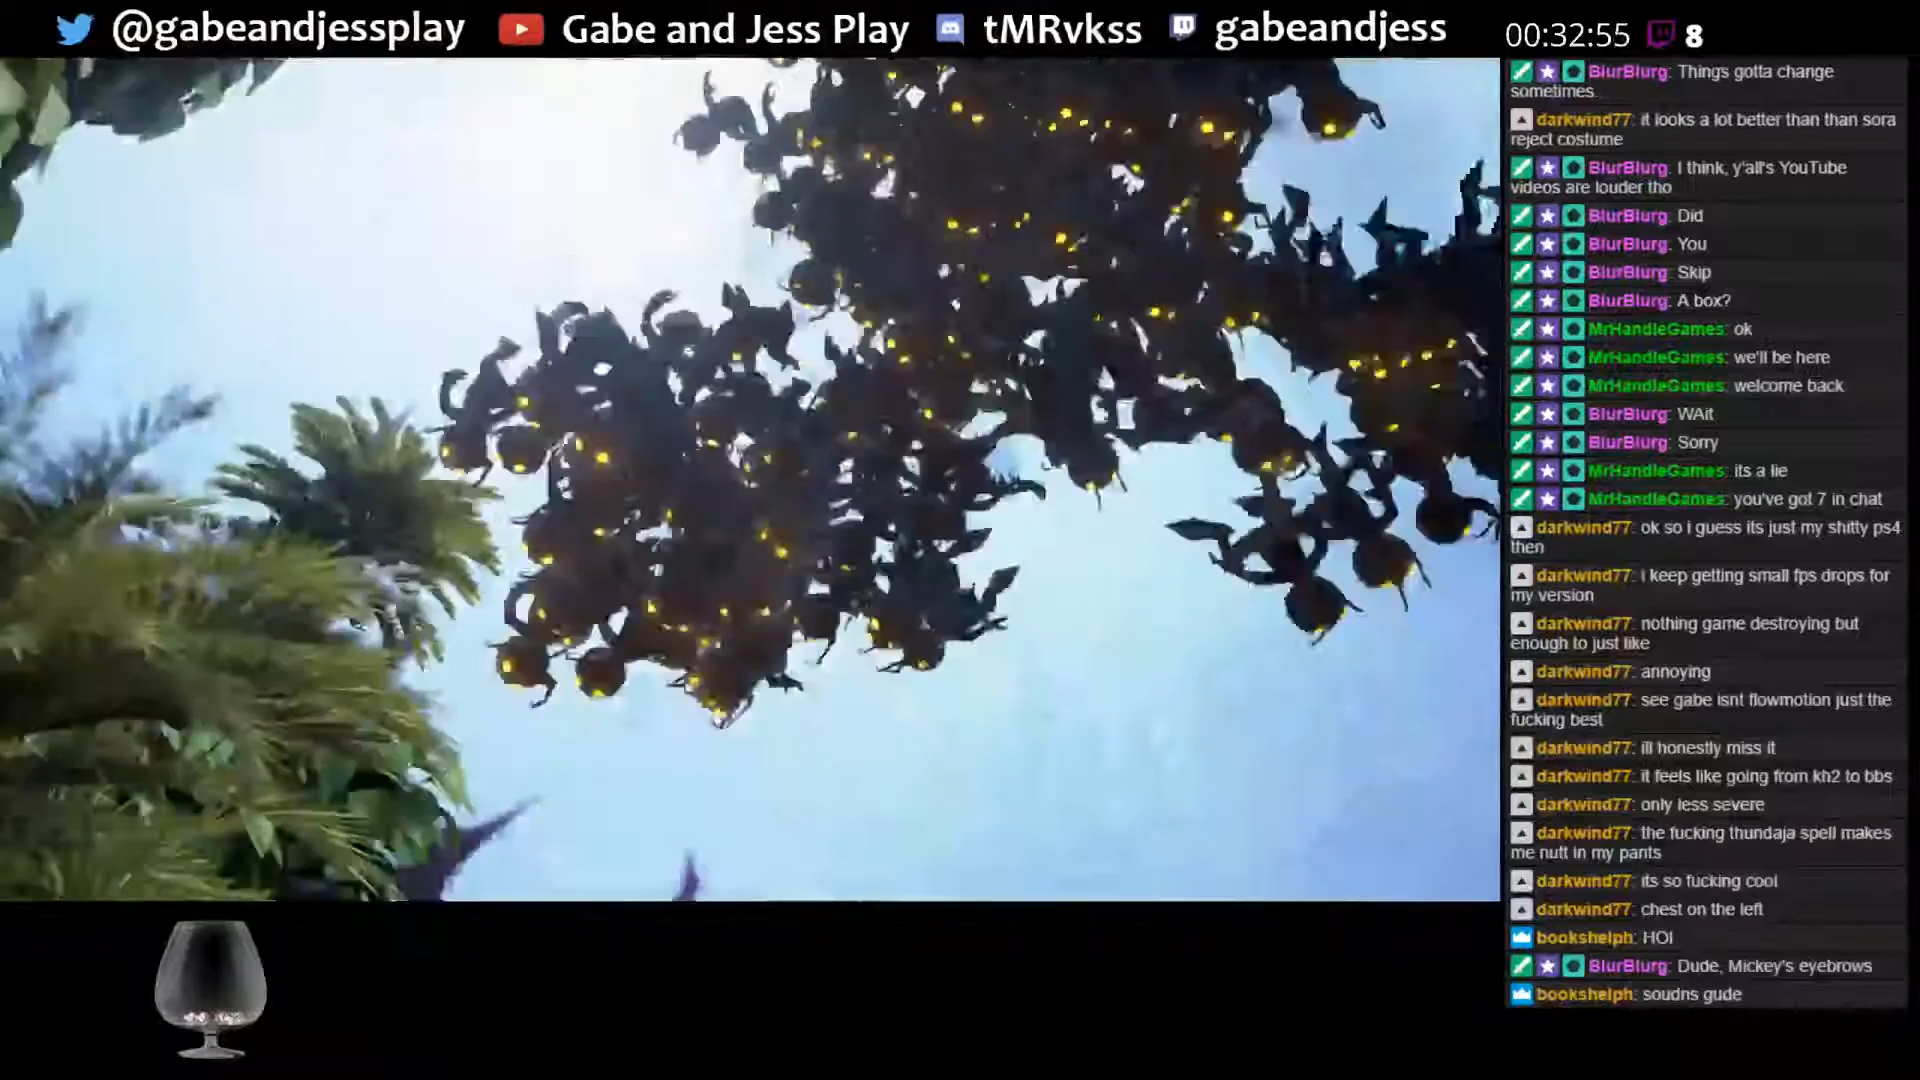 @gabeandjessplay Gabe and Jess Play tMRvkss gabeandjess 00:32:55 8
BlurBlurg: Things gotta change
sometimes.
darkwind77: it looks a lot better than than sora
reject costume
BlurBlurg: I think, y'all's YouTube
videos are louder tho
BlurBlurg: Did
BlurBlurg: You
BlurBlurg: Skip
BlurBlurg: A box?
MrHandleGames: ok
MrHandleGames: we'll be here
MrHandleGames: welcome back
BlurBlurg: WAit
BlurBlurg: Sorry
MrHandleGames: its a lie
MrHandleGames: you've got 7 in chat
darkwind77: ok so i guess its just my shitty ps4
then
darkwind77: i keep getting small fps drops for
my version
darkwind77: nothing game destroying but
enough to just like
darkwind77: annoying
darkwind77: see gabe isnt flowmotion just the
fucking best
darkwind77: ill honestly miss it
darkwind77: it feels like going from kh2 to bbs
darkwind77: only less severe
darkwind77: the fucking thundaja spell makes
me nutt in my pants
darkwind77: its so fucking cool
darkwind77: chest on the left
bookshelph: HOI
BlurBlurg: Dude, Mickey's eyebrows
bookshelph: soudns gude